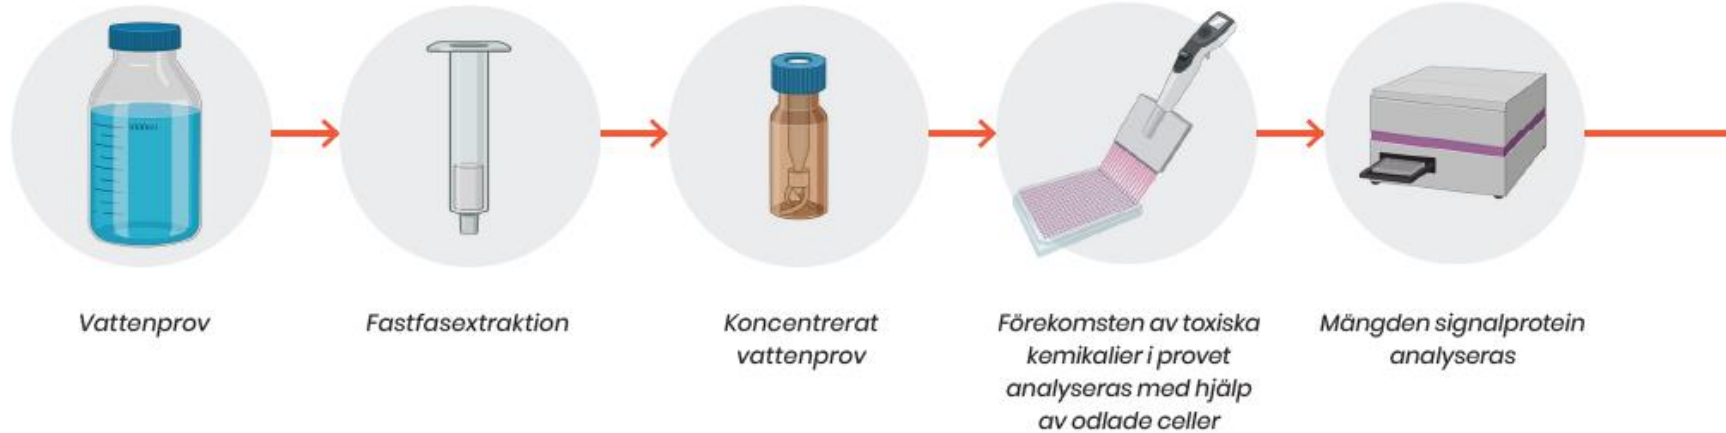 Vattenprov
Fastfasextraktion
Koncentrerat
vattenprov
Förekomsten av toxiska
kemikalier i provet
analyseras med hjälp
av odlade celler
Mängden signalprotein
analyseras